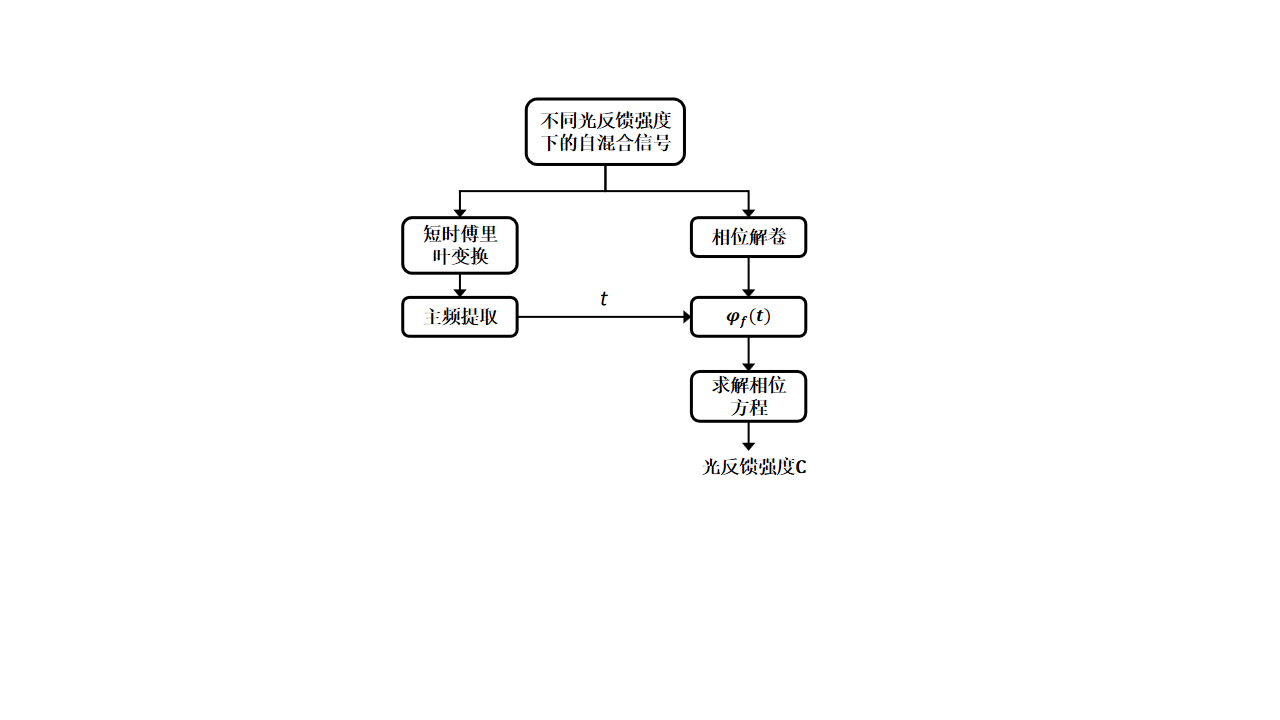 不同光反馈强度
下的自混合信号
短时傅里
叶变换
相位解卷
主频提取
t
φf(t)
求解相位
方程
光反馈强度C